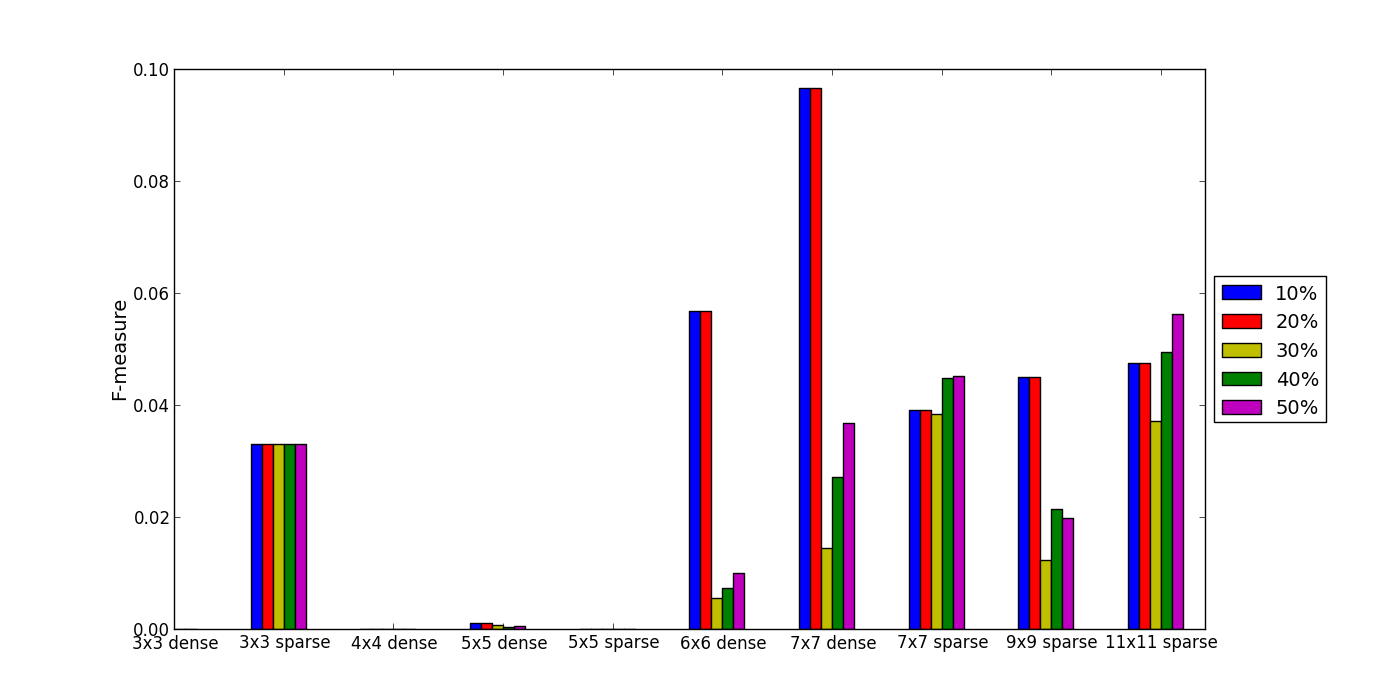 0.10
0.08
0.06
0.04
0.02
0.00
F-measure
3x3 dense
3x3 sparse
4x4 dense
5x5 dense
5x5 sparse
6x6 dense
7x7 dense
7x7 sparse
9x9 sparse
11x11 sparse
10%
20%
30%
40%
50%